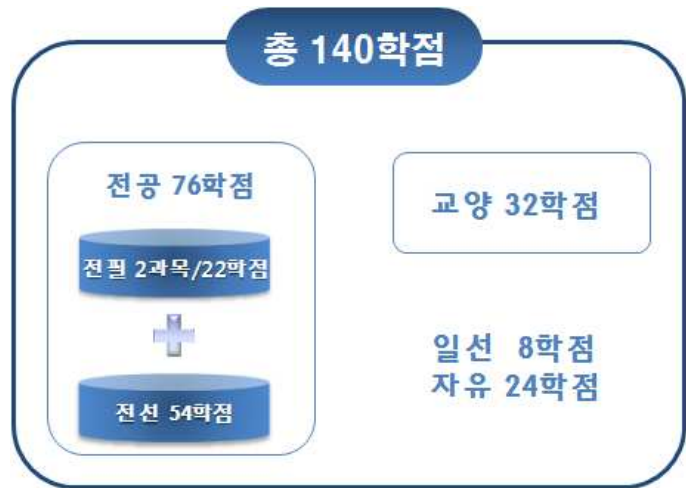 총 140학점
전공 76학점
전필 2과목/22학점
전선 54학점
교양 32학점
일선 8학점
자유 24학점